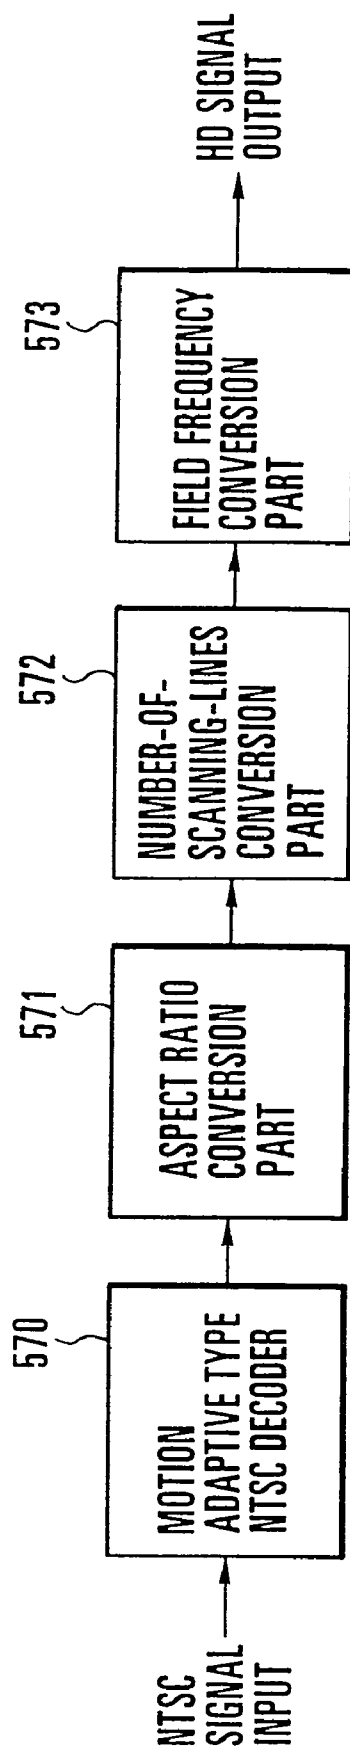 NTSC
SIGNAL
INPUT
570
MOTION
ADAPTIVE TYPE
NTSC DECODER
571
ASPECT RATIO
CONVERSION
PART
572
NUMBER-OF-
SCANNING-LINES
CONVERSION
PART
573
FIELD FREQUENCY
CONVERSION
PART
HD SIGNAL
OUTPUT